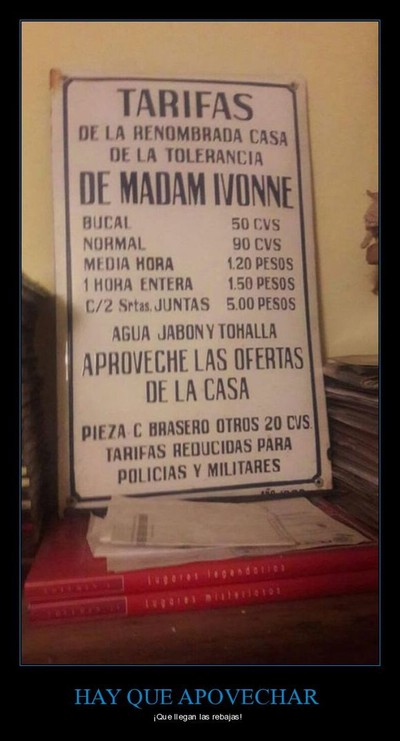 TARIFAS
DE LA RENOMBRADA CASA
DE LA TOLERANCIA
DE MADAM IVONNE
BUCAL 50 CVS
NORMAL 90 CVS
MEDIA HORA 1.20 PESOS
1 HORA ENTERA 1.50 PESOS
C/2 Srtas. JUNTAS 5.00 PESOS
AGUA JABON Y TOHALLA
APROVECHE LAS OFERTAS
DE LA CASA
PIEZA C BRASERO OTROS 20 CVS.
TARIFAS REDUCIDAS PARA
POLICIAS Y MILITARES
lugares legendarios
lugares misteriosos
HAY QUE APOVECHAR
¡Que llegan las rebajas!